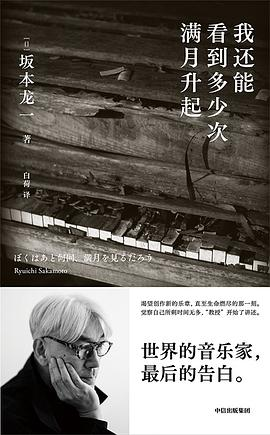 我还能
看到多少次
满月升起
[日]
坂本龙一 著
白荷 译
ぼくはあと何回、満月を見るだろう
Ryuichi Sakamoto
渴望创作新的乐章，直至生命燃尽的那一刻。
觉察自己所剩时间无多，“教授”开始了讲述。
世界的音乐家，
最后的告白。
中信出版集团